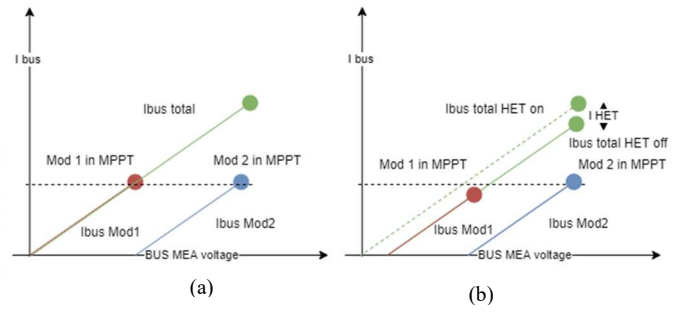 I bus
Ibus total
Mod 1 in MPPT
Mod 2 in MPPT
Ibus Mod1
Ibus Mod2
BUS MEA voltage
(a)
I bus
Ibus total HET on
I HET
Ibus total HET off
Mod 1 in MPPT
Mod 2 in MPPT
Ibus Mod1
Ibus Mod2
BUS MEA voltage
(b)